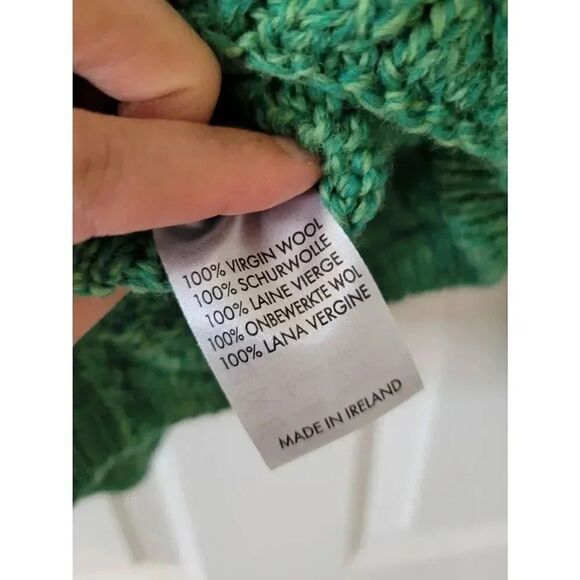 100% VIRGIN WOOL
100% SCHURWOLLE
100% LAINE VIERGE
100% ONBEWERKTE WOL
100% LANA VERGINE
MADE IN IRELAND